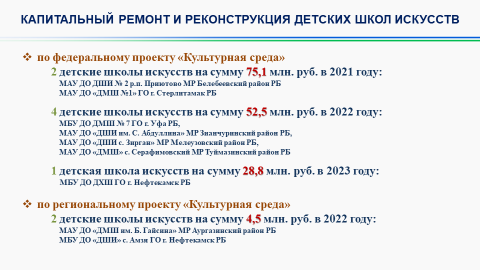 КАПИТАЛЬНЫЙ РЕМОНТ И РЕКОНСТРУКЦИЯ ДЕТСКИХ ШКОЛ ИСКУССТВ
❖ по федеральному проекту «Культурная среда»
2 детские школы искусств на сумму 75,1 млн. руб. в 2021 году:
МАУ ДО ДШИ № 2 р.п. Приютово МР Белебеевский район РБ
МАУ ДО «ДМШ №1» ГО г. Стерлитамак РБ
4 детские школы искусств на сумму 52,5 млн. руб. в 2022 году:
МБУ ДО ДМШ № 7 ГО г. Уфа РБ,
МАУ ДО «ДШИ им. С. Абдуллина» МР Зианчуринский район РБ,
МАУ ДО «ДШИ с. Зирган» МР Мелеузовский район РБ,
МАУ ДО «ДМШ» с. Серафимовский МР Туймазинский район РБ
1 детская школа искусств на сумму 28,8 млн. руб. в 2023 году:
МБУ ДО ДХШ ГО г. Нефтекамск РБ
❖ по региональному проекту «Культурная среда»
2 детские школы искусств на сумму 4,5 млн. руб. в 2022 году:
МАУ ДО «ДМШ им. Б. Гайсина» МР Аургазинский район РБ
МБУ ДО «ДШИ» с. Амзя ГО г. Нефтекамск РБ